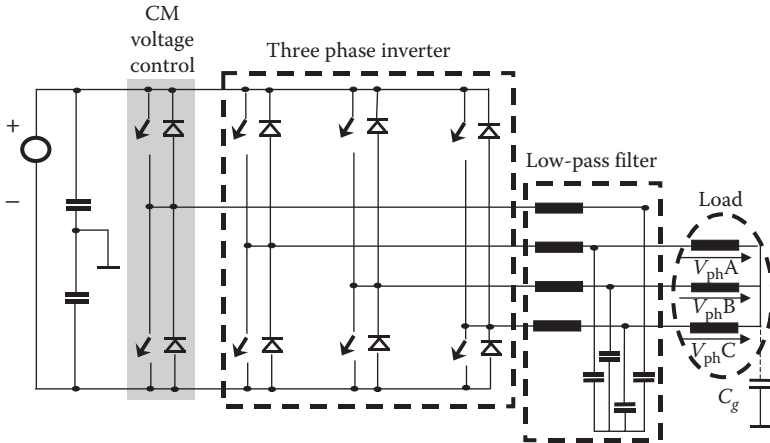 CM
voltage
control
Three phase inverter
+
−
Low-pass filter
Load
VphA
VphB
VphC
Cg